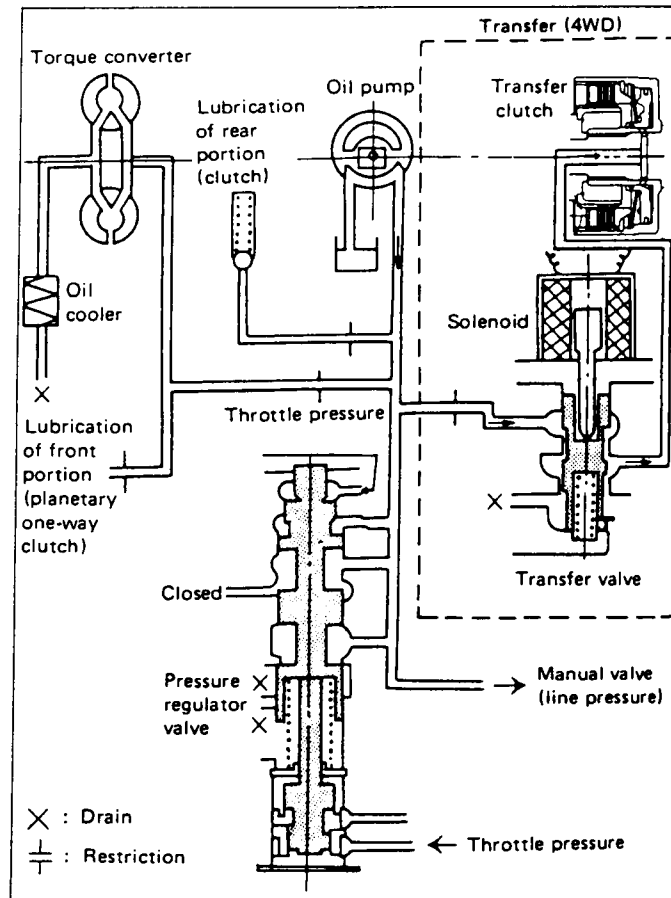 Transfer (4WD)
Torque converter
Oil pump
Transfer
clutch
Lubrication
of rear
portion
(clutch)
Oil
cooler
Solenoid
Throttle pressure
Lubrication
of front
portion
(planetary
one-way
clutch)
Closed
Transfer valve
Pressure
regulator
valve
Manual valve
(line pressure)
: Drain
: Restriction
Throttle pressure